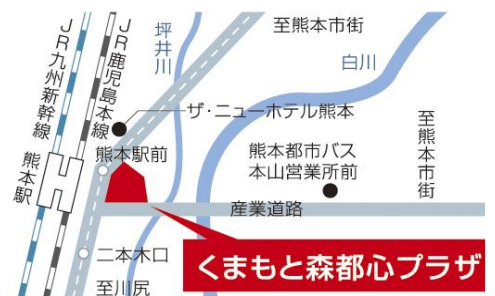 至熊本市街
坪井川
JR鹿児島本線
JR九州新幹線
白川
ザ・ニューホテル熊本
至熊本市街
熊本駅前
熊本都市バス
本山営業所前
熊本駅
産業道路
二本木口
くまもと森都心プラザ
至川尻